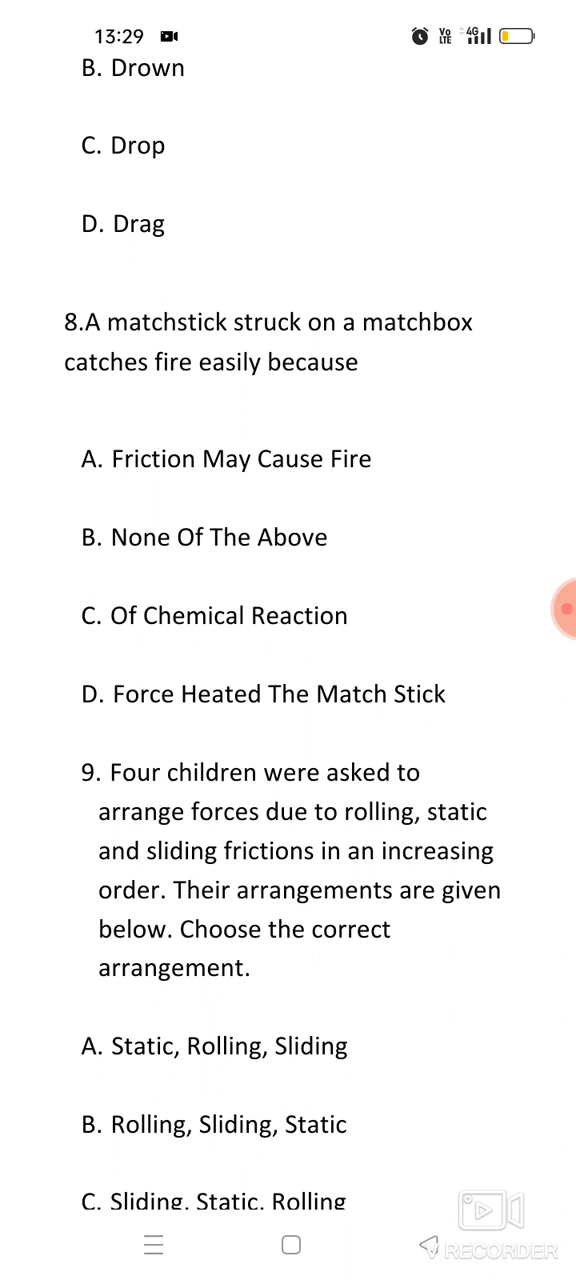 13:29
Vo LTE 4G
B. Drown
C. Drop
D. Drag
8.A matchstick struck on a matchbox
catches fire easily because
A. Friction May Cause Fire
B. None Of The Above
C. Of Chemical Reaction
D. Force Heated The Match Stick
9. Four children were asked to
arrange forces due to rolling, static
and sliding frictions in an increasing
order. Their arrangements are given
below. Choose the correct
arrangement.
A. Static, Rolling, Sliding
B. Rolling, Sliding, Static
C. Sliding, Static, Rolling
RECORDER